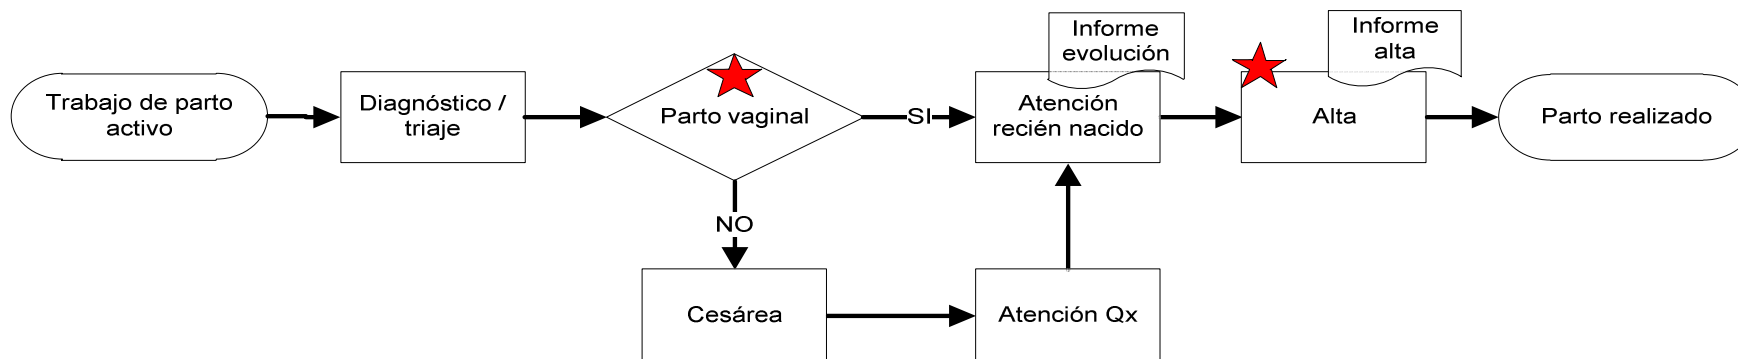 Trabajo de parto
activo
Diagnóstico /
triaje
Parto vaginal
SI
NO
Informe
evolución
Atención
recién nacido
Informe
alta
Alta
Parto realizado
Cesárea
Atención Qx